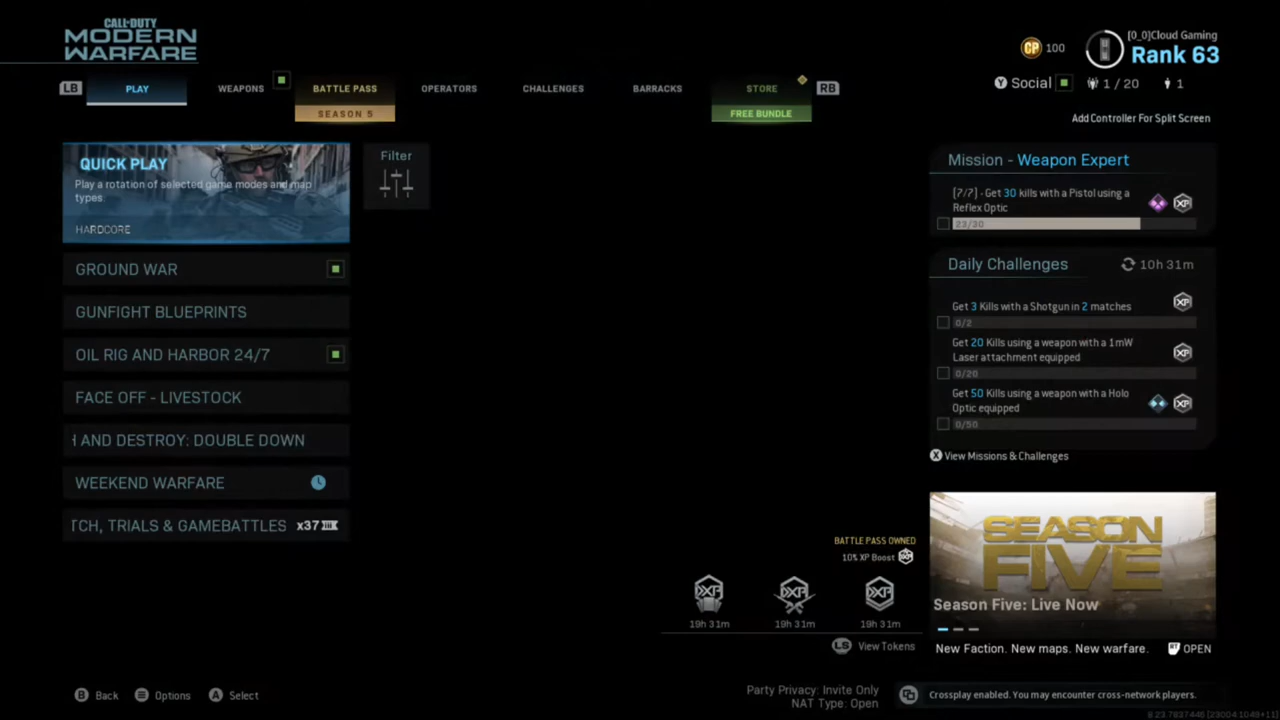 CALL·DUTY
MODERN
WARFARE
CP 100
[0_0]Cloud Gaming
Rank 63
LB
PLAY
WEAPONS
BATTLE PASS
SEASON 5
OPERATORS
CHALLENGES
BARRACKS
STORE
FREE BUNDLE
RB
Y Social
1 / 20
1
Add Controller For Split Screen
QUICK PLAY
Play a rotation of selected game modes and map
types.
HARDCORE
Filter
GROUND WAR
GUNFIGHT BLUEPRINTS
OIL RIG AND HARBOR 24/7
FACE OFF - LIVESTOCK
AND DESTROY: DOUBLE DOWN
WEEKEND WARFARE
TCH, TRIALS & GAMEBATTLES x37
Mission - Weapon Expert
[7/7] - Get 30 kills with a Pistol using a
Reflex Optic
XP
23/30
Daily Challenges
10h 31m
Get 3 Kills with a Shotgun in 2 matches
XP
0/2
Get 20 Kills using a weapon with a 1mW
Laser attachment equipped
XP
0/20
Get 50 Kills using a weapon with a Holo
Optic equipped
XP
0/50
X View Missions & Challenges
BATTLE PASS OWNED
10% XP Boost
19h 31m
19h 31m
19h 31m
LS View Tokens
SEASON
FIVE
Season Five: Live Now
New Faction. New maps. New warfare.
RT OPEN
B Back
Options
A Select
Party Privacy: Invite Only
NAT Type: Open
Crossplay enabled. You may encounter cross-network players.